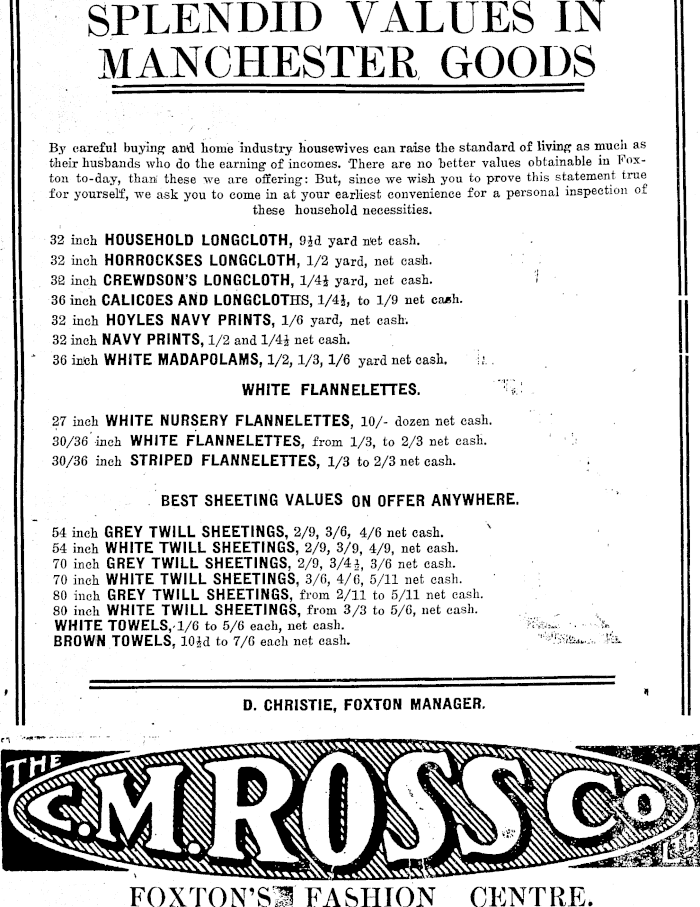 SPLENDID VALUES IN
MANCHESTER GOODS
By careful buying and home industry housewives can raise the standard of living as much as
their husbands who do the earning of incomes. There are no better values obtainable in Fox-
ton to-day, than these we are offering: But, since we wish you to prove this statement true
for yourself, we ask you to come in at your earliest convenience for a personal inspection of
these household necessities.
32 inch HOUSEHOLD LONGCLOTH, 9½d yard net cash.
32 inch HORROCKSES LONGCLOTH, 1/2 yard, net cash.
32 inch CREWDSON'S LONGCLOTH, 1/4½ yard, net cash.
36 inch CALICOES AND LONGCLOTHS, 1/4½, to 1/9 net cash.
32 inch HOYLES NAVY PRINTS, 1/6 yard, net cash.
32 inch NAVY PRINTS, 1/2 and 1/4½ net cash.
36 inch WHITE MADAPOLAMS, 1/2, 1/3, 1/6 yard net cash.
WHITE FLANNELETTES.
27 inch WHITE NURSERY FLANNELETTES, 10/- dozen net cash.
30/36 inch WHITE FLANNELETTES, from 1/3, to 2/3 net cash.
30/36 inch STRIPED FLANNELETTES, 1/3 to 2/3 net cash.
BEST SHEETING VALUES ON OFFER ANYWHERE.
54 inch GREY TWILL SHEETINGS, 2/9, 3/6, 4/6 net cash.
54 inch WHITE TWILL SHEETINGS, 2/9, 3/9, 4/9, net cash.
70 inch GREY TWILL SHEETINGS, 2/9, 3/4½, 3/6 net cash.
70 inch WHITE TWILL SHEETINGS, 3/6, 4/6, 5/11 net cash.
80 inch GREY TWILL SHEETINGS, from 2/11 to 5/11 net cash.
80 inch WHITE TWILL SHEETINGS, from 3/3 to 5/6, net cash.
WHITE TOWELS, 1/6 to 5/6 each, net cash.
BROWN TOWELS, 10½d to 7/6 each net cash.
D. CHRISTIE, FOXTON MANAGER.
THE C.M. ROSS Co LTD
FOXTON'S FASHION CENTRE.